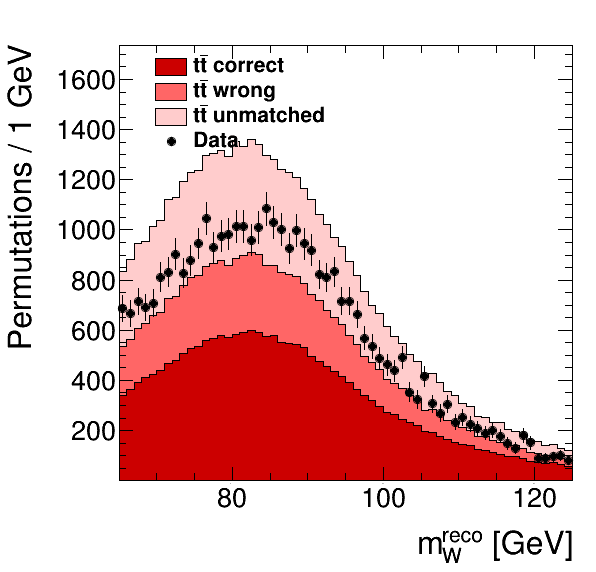 Permutations / 1 GeV
1600
1400
1200
1000
800
600
400
200
tt̄ correct
tt̄ wrong
tt̄ unmatched
Data
80 100 120
m_W^reco [GeV]